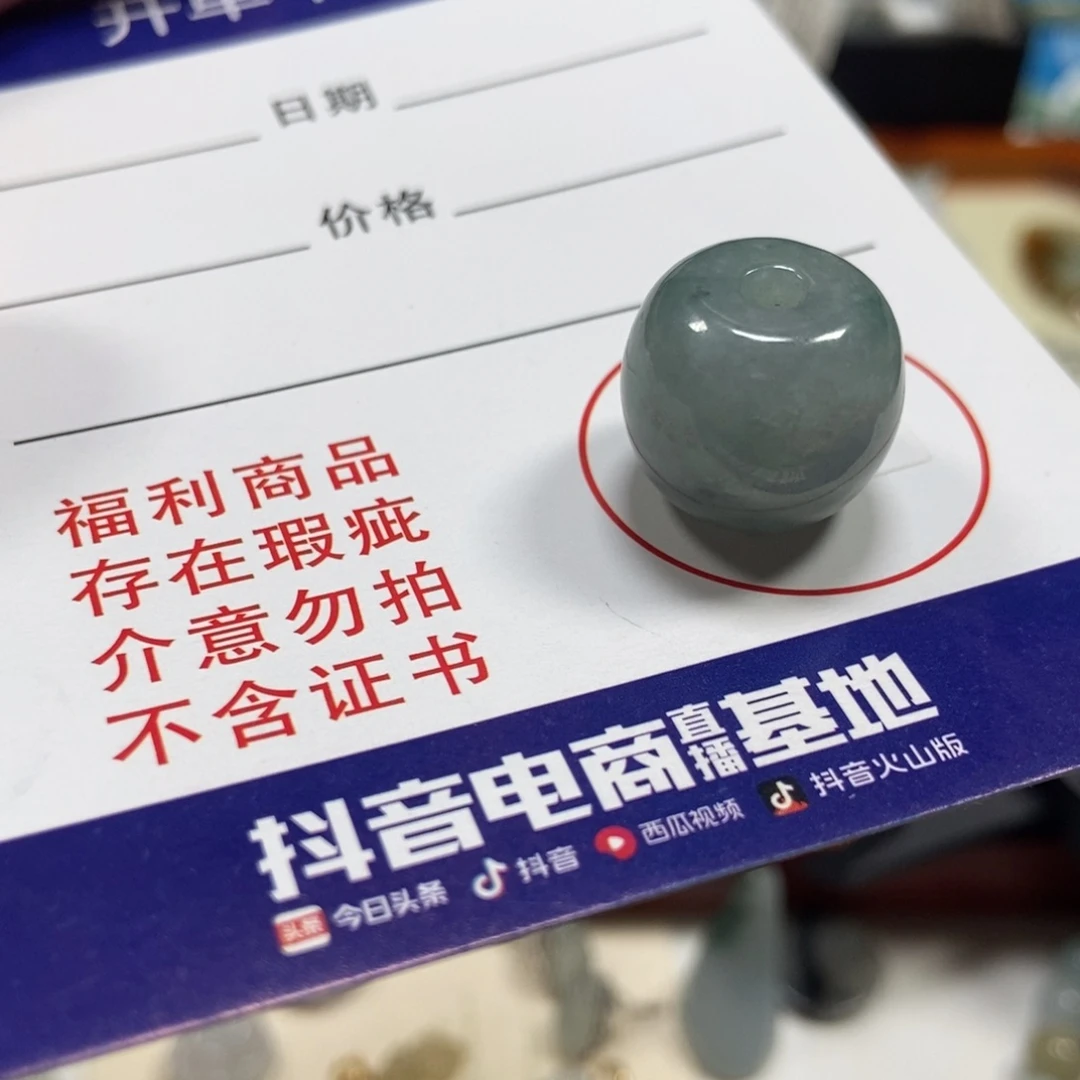 日期
价格
福利商品
存在瑕疵
介意勿拍
不含证书
抖音电商直播基地
头条 今日头条 抖音 西瓜视频 抖音火山版